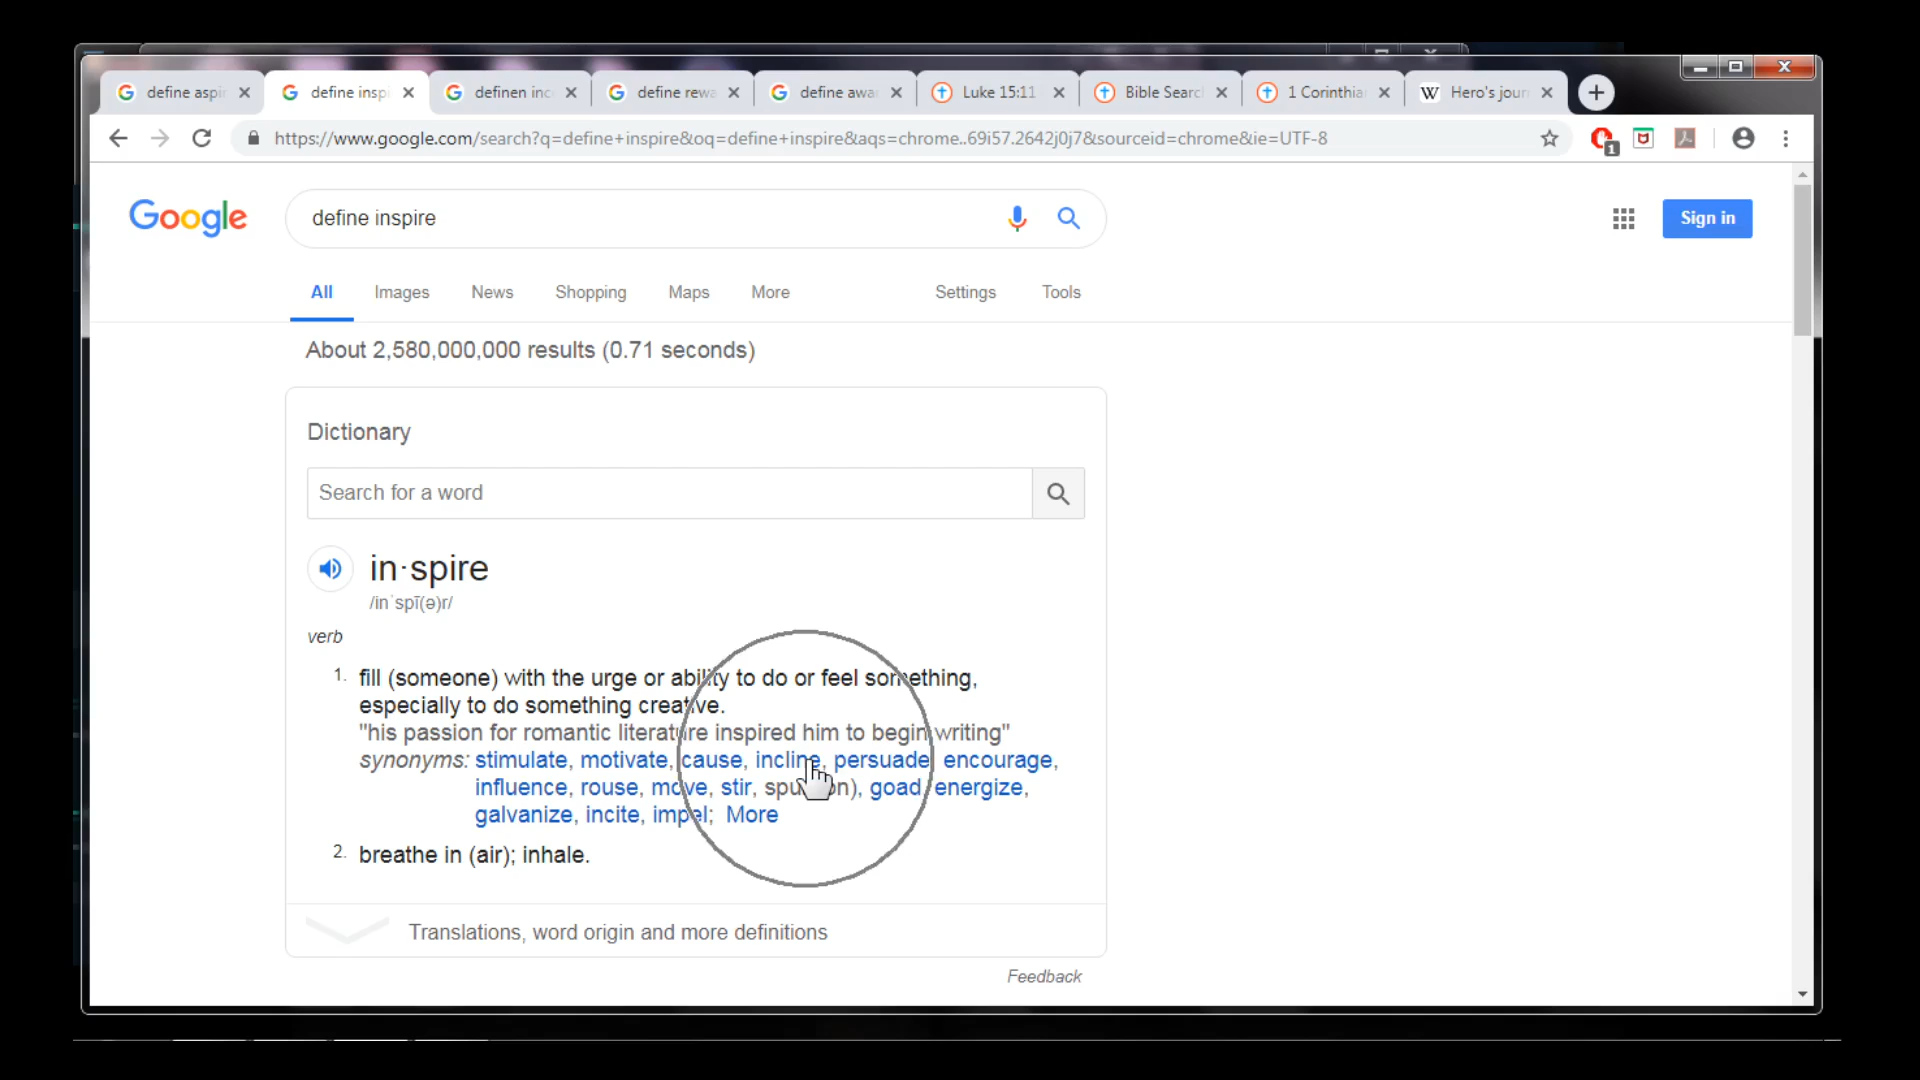 define aspi
define insp
definen inc
define rewa
define awa
Luke 15:11
Bible Searc
1 Corinthia
W Hero's jour
https://www.google.com/search?q=define+inspire&oq=define+inspire&aqs=chrome..69i57.2642j0j7&sourceid=chrome&ie=UTF-8
1
Google
define inspire
Sign in
All Images News Shopping Maps More Settings Tools
About 2,580,000,000 results (0.71 seconds)
Dictionary
Search for a word
in·spire
/inˈspī(ə)r/
verb
1. fill (someone) with the urge or ability to do or feel something,
especially to do something creative.
"his passion for romantic literature inspired him to begin writing"
synonyms: stimulate, motivate, cause, incline, persuade, encourage,
influence, rouse, move, stir, goad, energize,
galvanize, incite, impel; More
2. breathe in (air); inhale.
Translations, word origin and more definitions
Feedback